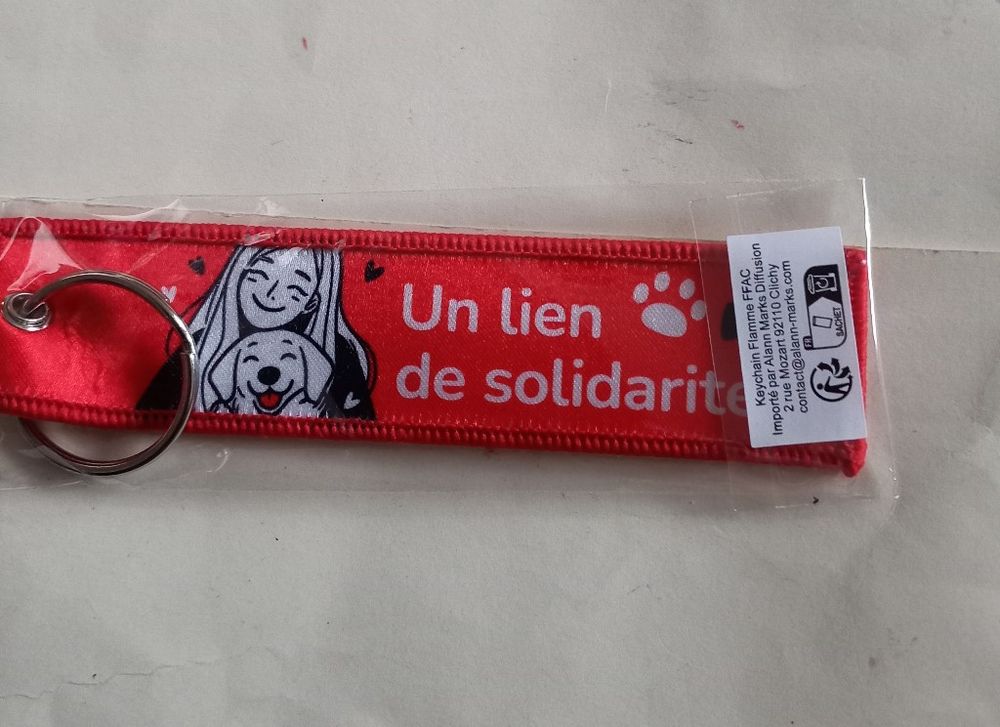 Un lien
de solidarite
Keychain Flamme FFAC
Importé par Alann Marks Diffusion
2 rue Mozart 92110 Clichy
contact@alann-marks.com
FR
SACHET